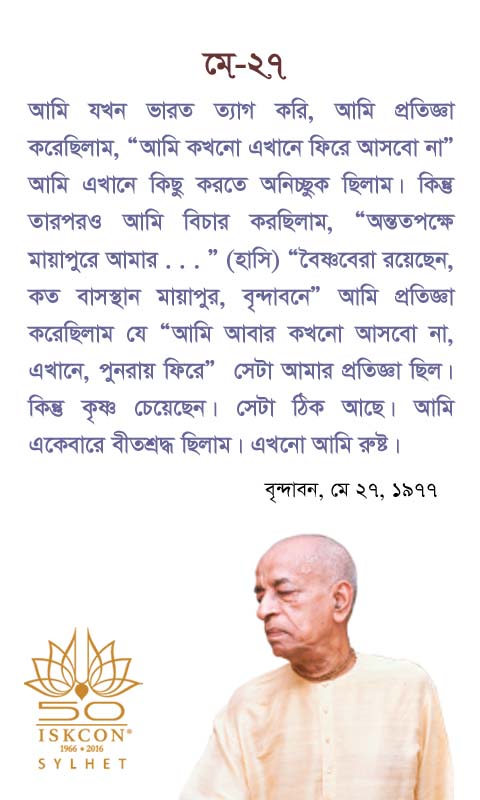 মে-২৭
আমি যখন ভারত ত্যাগ করি, আমি প্রতিজ্ঞা
করেছিলাম, “আমি কখনো এখানে ফিরে আসবো না”
আমি এখানে কিছু করতে অনিচ্ছুক ছিলাম। কিন্তু
তারপরও আমি বিচার করছিলাম, “অন্ততপক্ষে
মায়াপুরে আমার . . . ” (হাসি) “বৈষ্ণবেরা রয়েছেন,
কত বাসস্থান মায়াপুর, বৃন্দাবনে” আমি প্রতিজ্ঞা
করেছিলাম যে “আমি আবার কখনো আসবো না,
এখানে, পুনরায় ফিরে” সেটা আমার প্রতিজ্ঞা ছিল।
কিন্তু কৃষ্ণ চেয়েছেন। সেটা ঠিক আছে। আমি
একেবারে বীতশ্রদ্ধ ছিলাম। এখনো আমি রুষ্ট।
বৃন্দাবন, মে ২৭, ১৯৭৭
50
ISKCON®
1966 • 2016
SYLHET